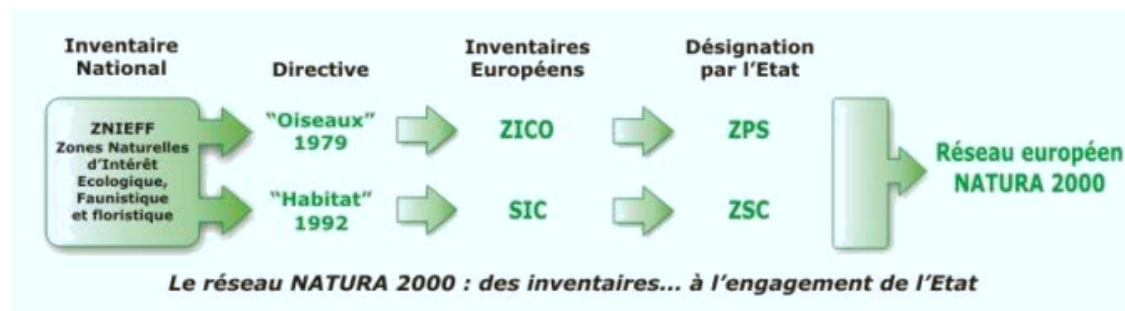 Inventaire
National
Directive
Inventaires
Européens
Désignation
par l'Etat
ZNIEFF
Zones Naturelles
d'Intérêt
Ecologique,
Faunistique
et floristique
"Oiseaux"
1979
ZICO
ZPS
"Habitat"
1992
SIC
ZSC
Réseau européen
NATURA 2000
Le réseau NATURA 2000 : des inventaires... à l'engagement de l'Etat